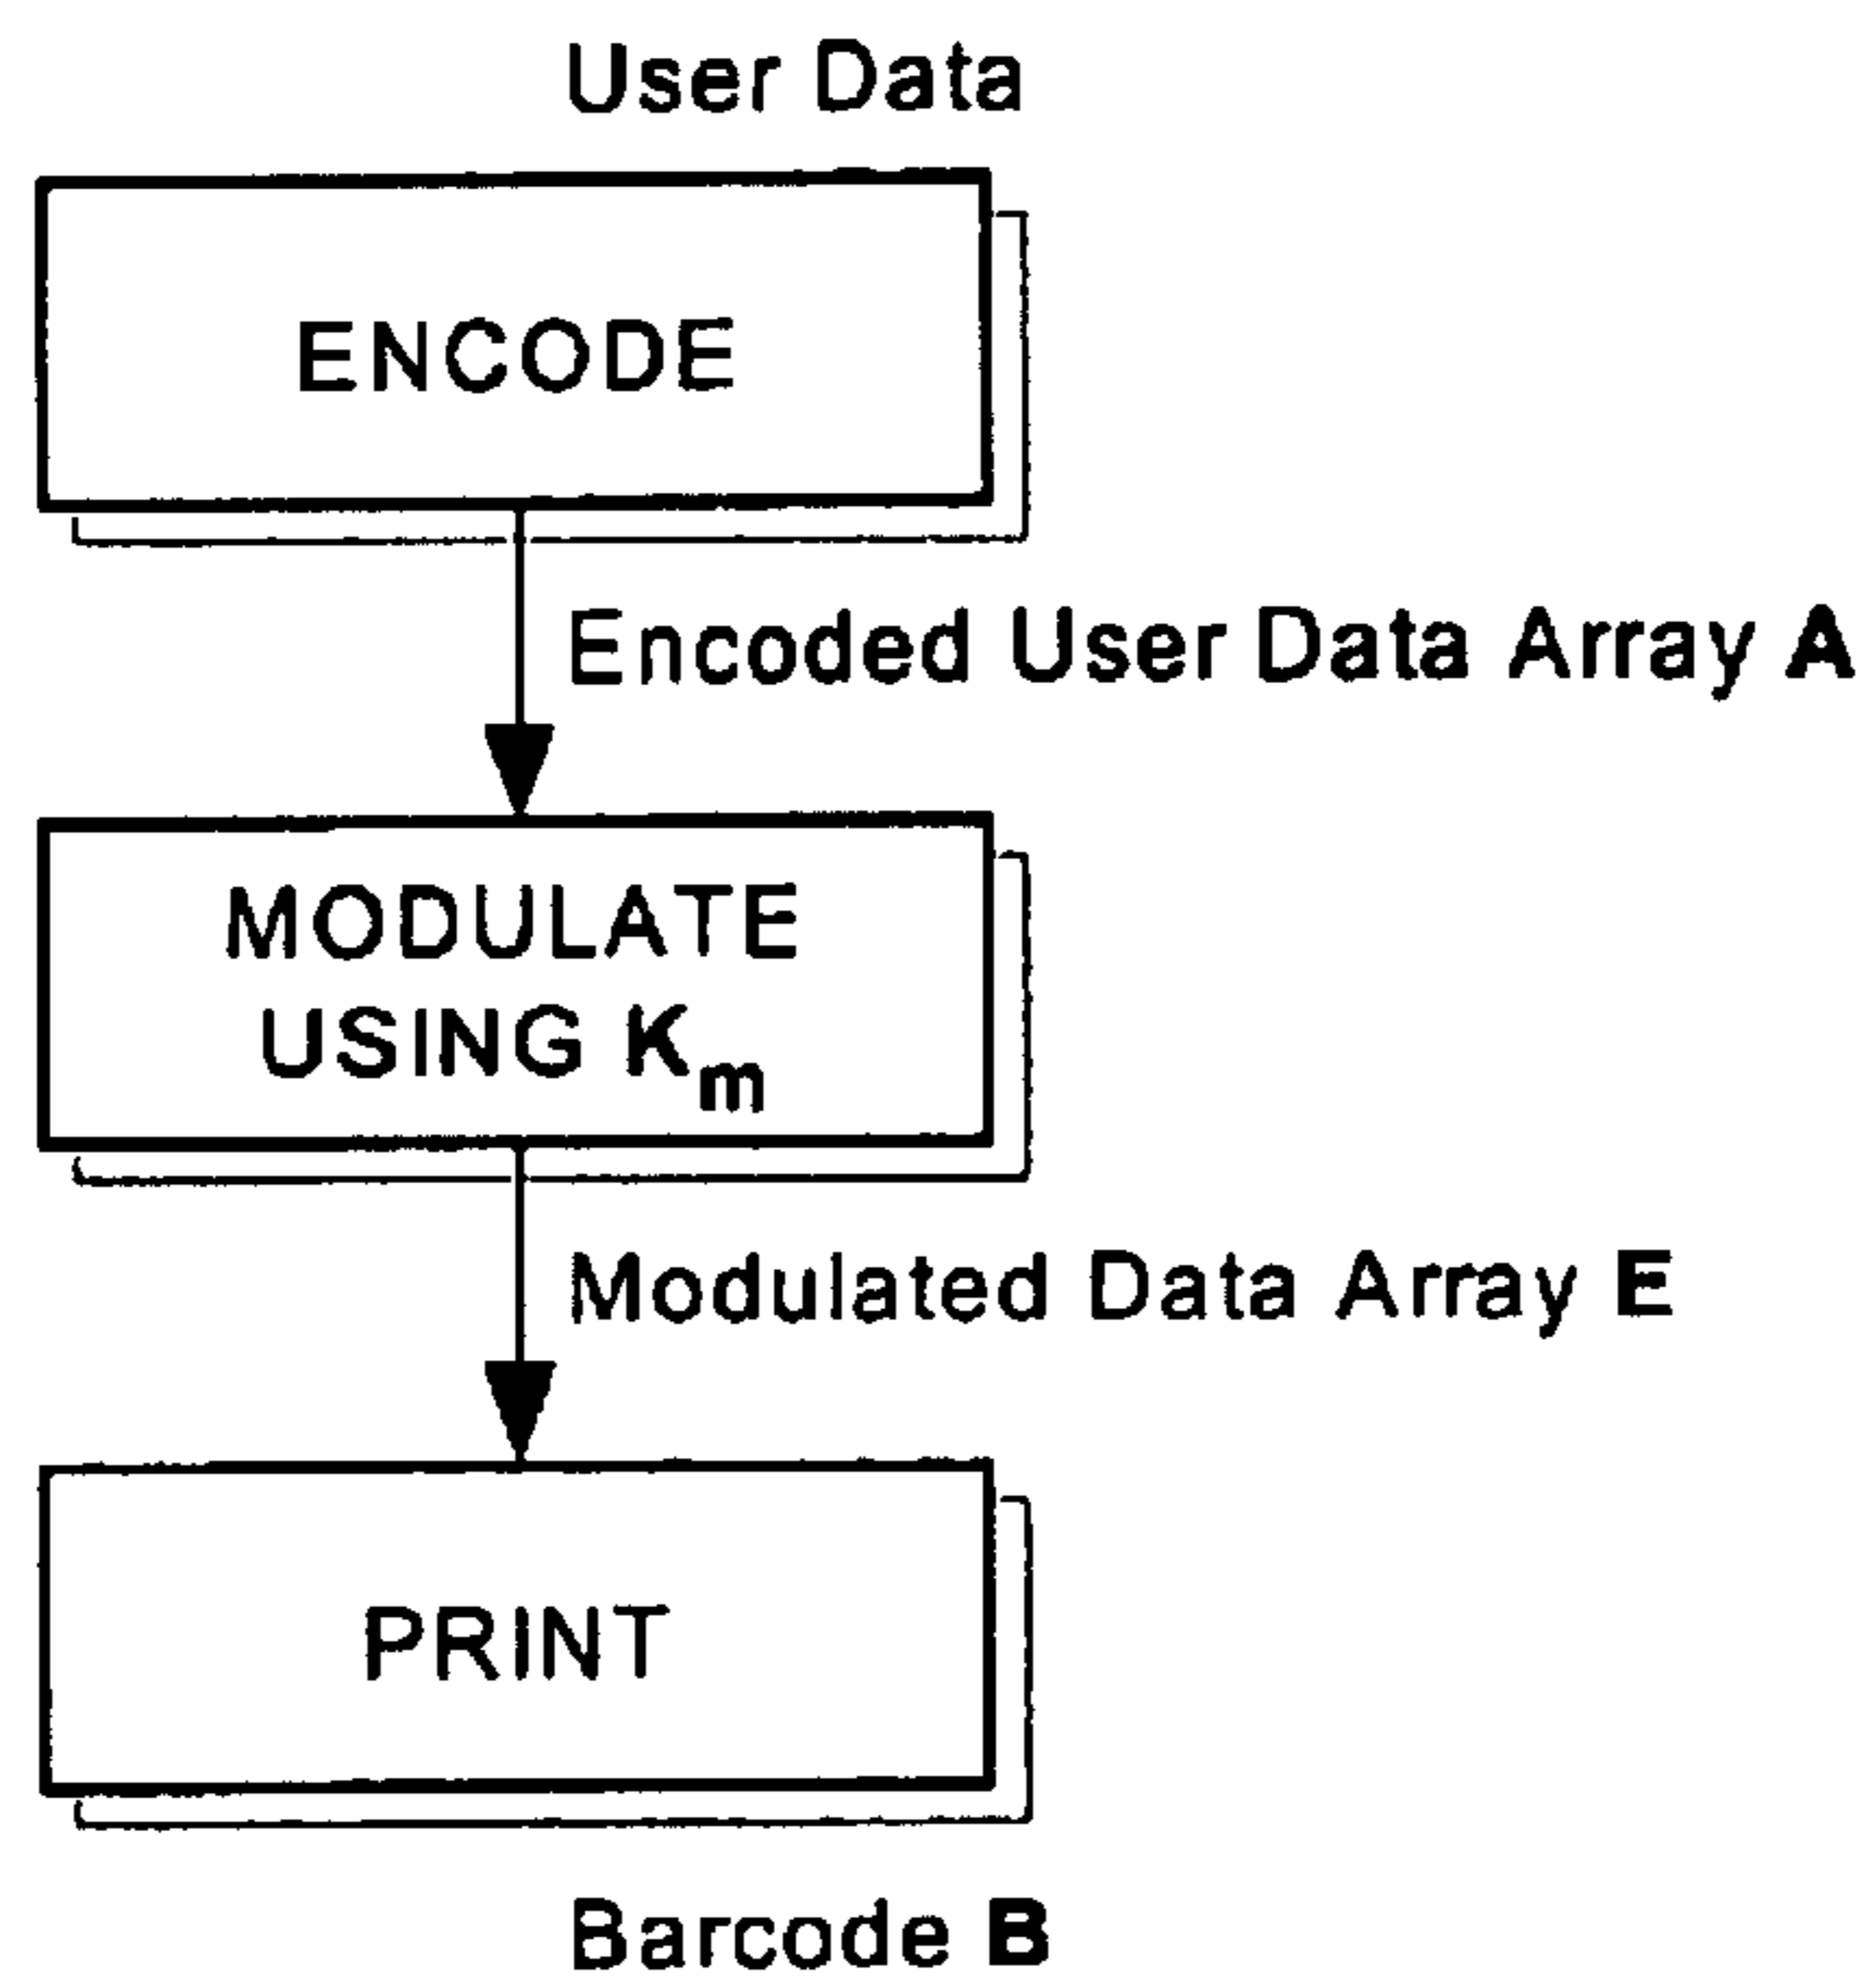 User Data
ENCODE
Encoded User Data Array A
MODULATE
USING Km
Modulated Data Array E
PRINT
Barcode B